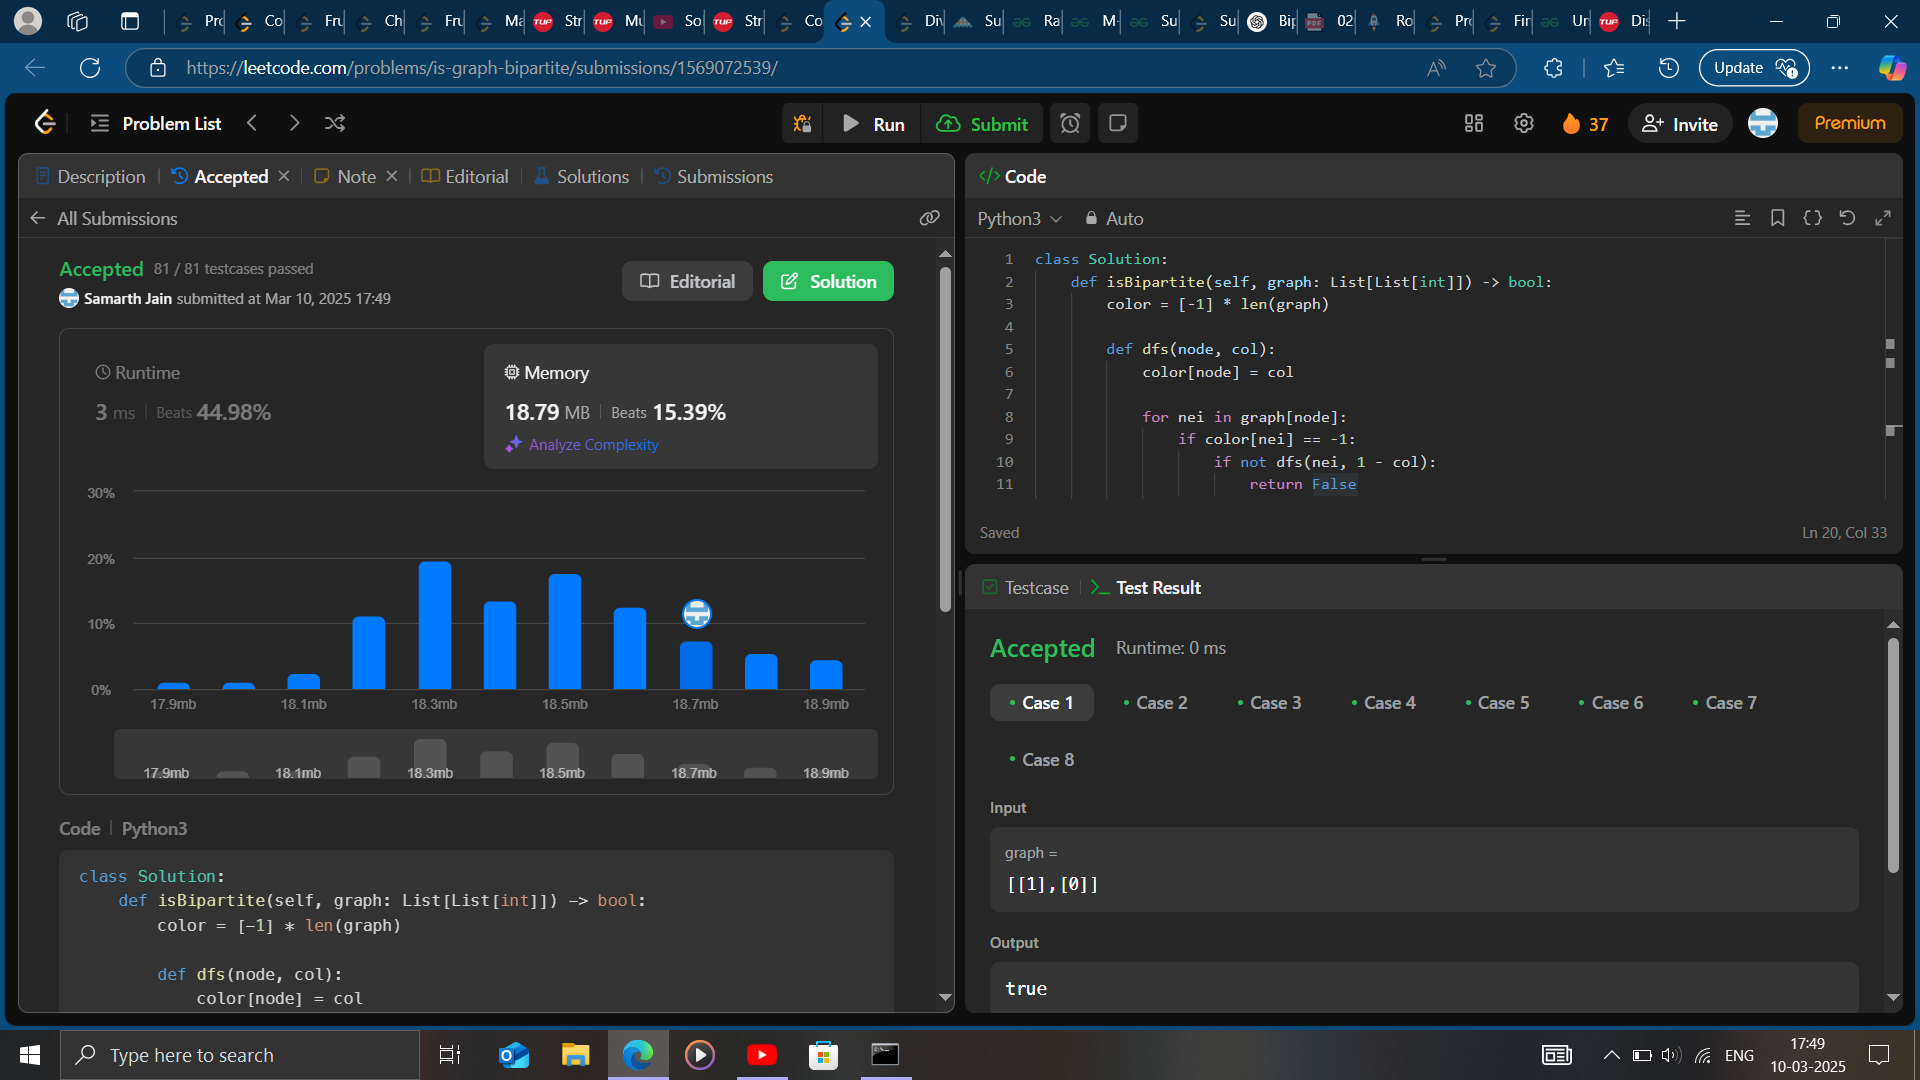 Pro
Co
Fru
Ch
Fru
Ma
TUF Str
TUF Mu
So
TUF Str
Co
Div
Su
Ra
M-
Su
Su
Bip
PDF 02
Ro
Pro
Fir
Un
TUF Dis
https://leetcode.com/problems/is-graph-bipartite/submissions/1569072539/
Update
Problem List
Run
Submit
37
Invite
Premium
Description
Accepted
Note
Editorial
Solutions
Submissions
All Submissions
Accepted 81 / 81 testcases passed
Samarth Jain submitted at Mar 10, 2025 17:49
Editorial
Solution
Runtime
3 ms Beats 44.98%
Memory
18.79 MB Beats 15.39%
Analyze Complexity
30%
20%
10%
0%
17.9mb 18.1mb 18.3mb 18.5mb 18.7mb 18.9mb
17.9mb 18.1mb 18.3mb 18.5mb 18.7mb 18.9mb
Code Python3
class Solution:
def isBipartite(self, graph: List[List[int]]) -> bool:
color = [-1] * len(graph)
def dfs(node, col):
color[node] = col
</> Code
Python3 Auto
1 class Solution:
2 def isBipartite(self, graph: List[List[int]]) -> bool:
3 color = [-1] * len(graph)
4
5 def dfs(node, col):
6 color[node] = col
7
8 for nei in graph[node]:
9 if color[nei] == -1:
10 if not dfs(nei, 1 - col):
11 return False
Saved
Ln 20, Col 33
Testcase
Test Result
Accepted Runtime: 0 ms
Case 1 Case 2 Case 3 Case 4 Case 5 Case 6 Case 7
Case 8
Input
graph =
[[1],[0]]
Output
true
Type here to search
ENG
17:49
10-03-2025